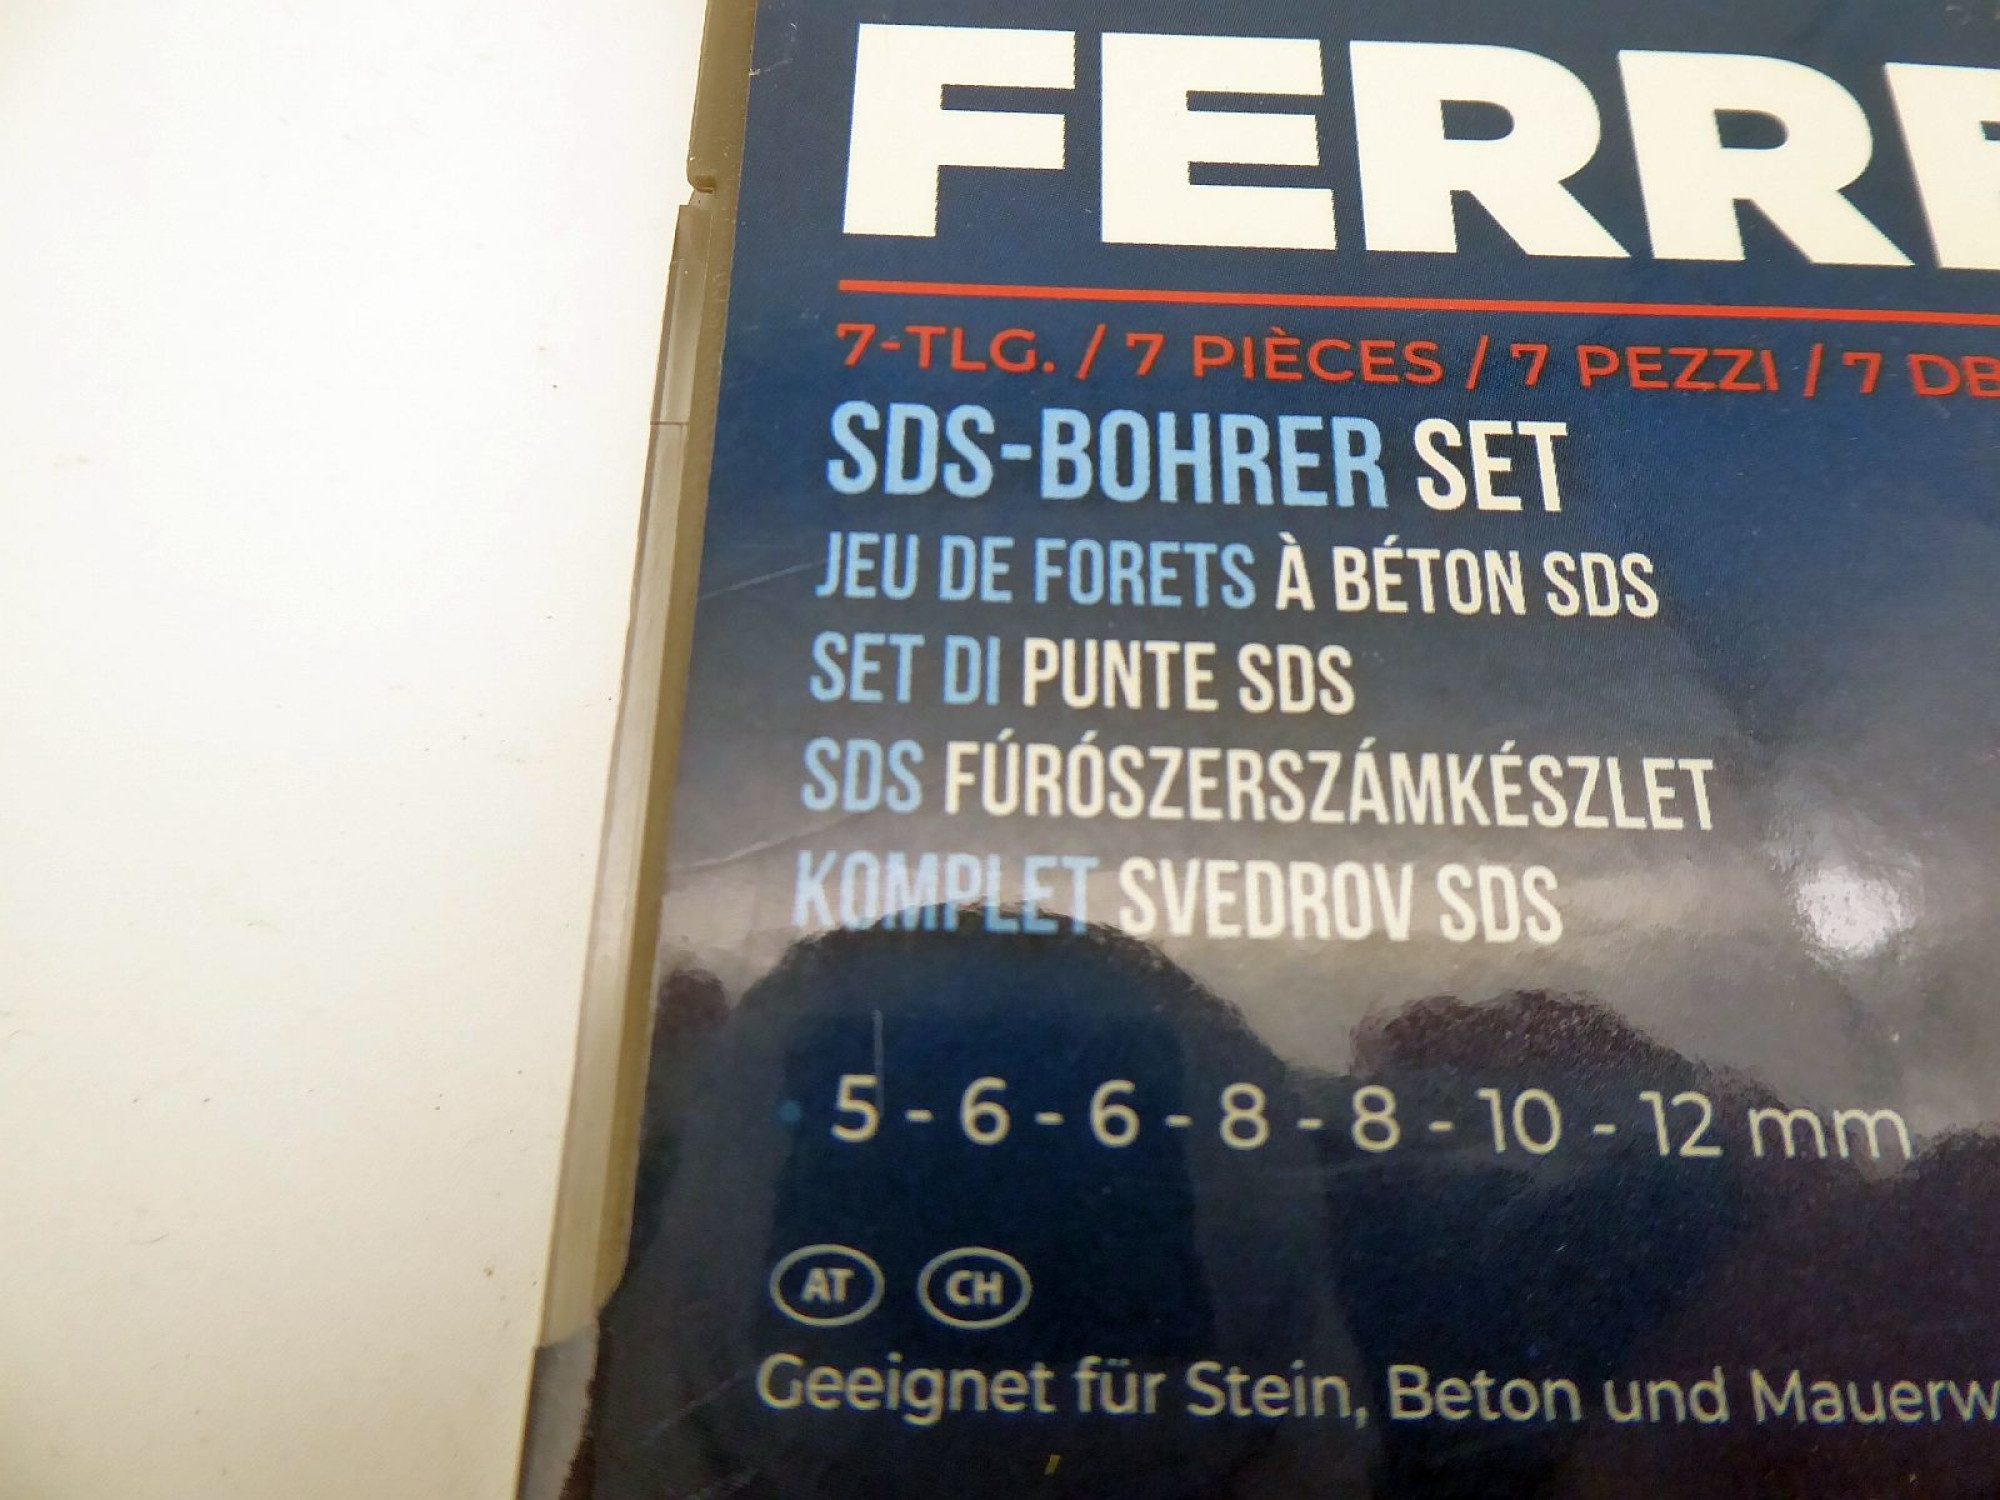 FERRE
7-TLG. / 7 PIÈCES / 7 PEZZI / 7 DB
SDS-BOHRER SET
JEU DE FORETS À BÉTON SDS
SET DI PUNTE SDS
SDS FÚRÓSZERSZÁMKÉSZLET
KOMPLET SVEDROV SDS
5 - 6 - 6 - 8 - 8 - 10 - 12 mm
AT CH
Geeignet für Stein, Beton und Mauerw